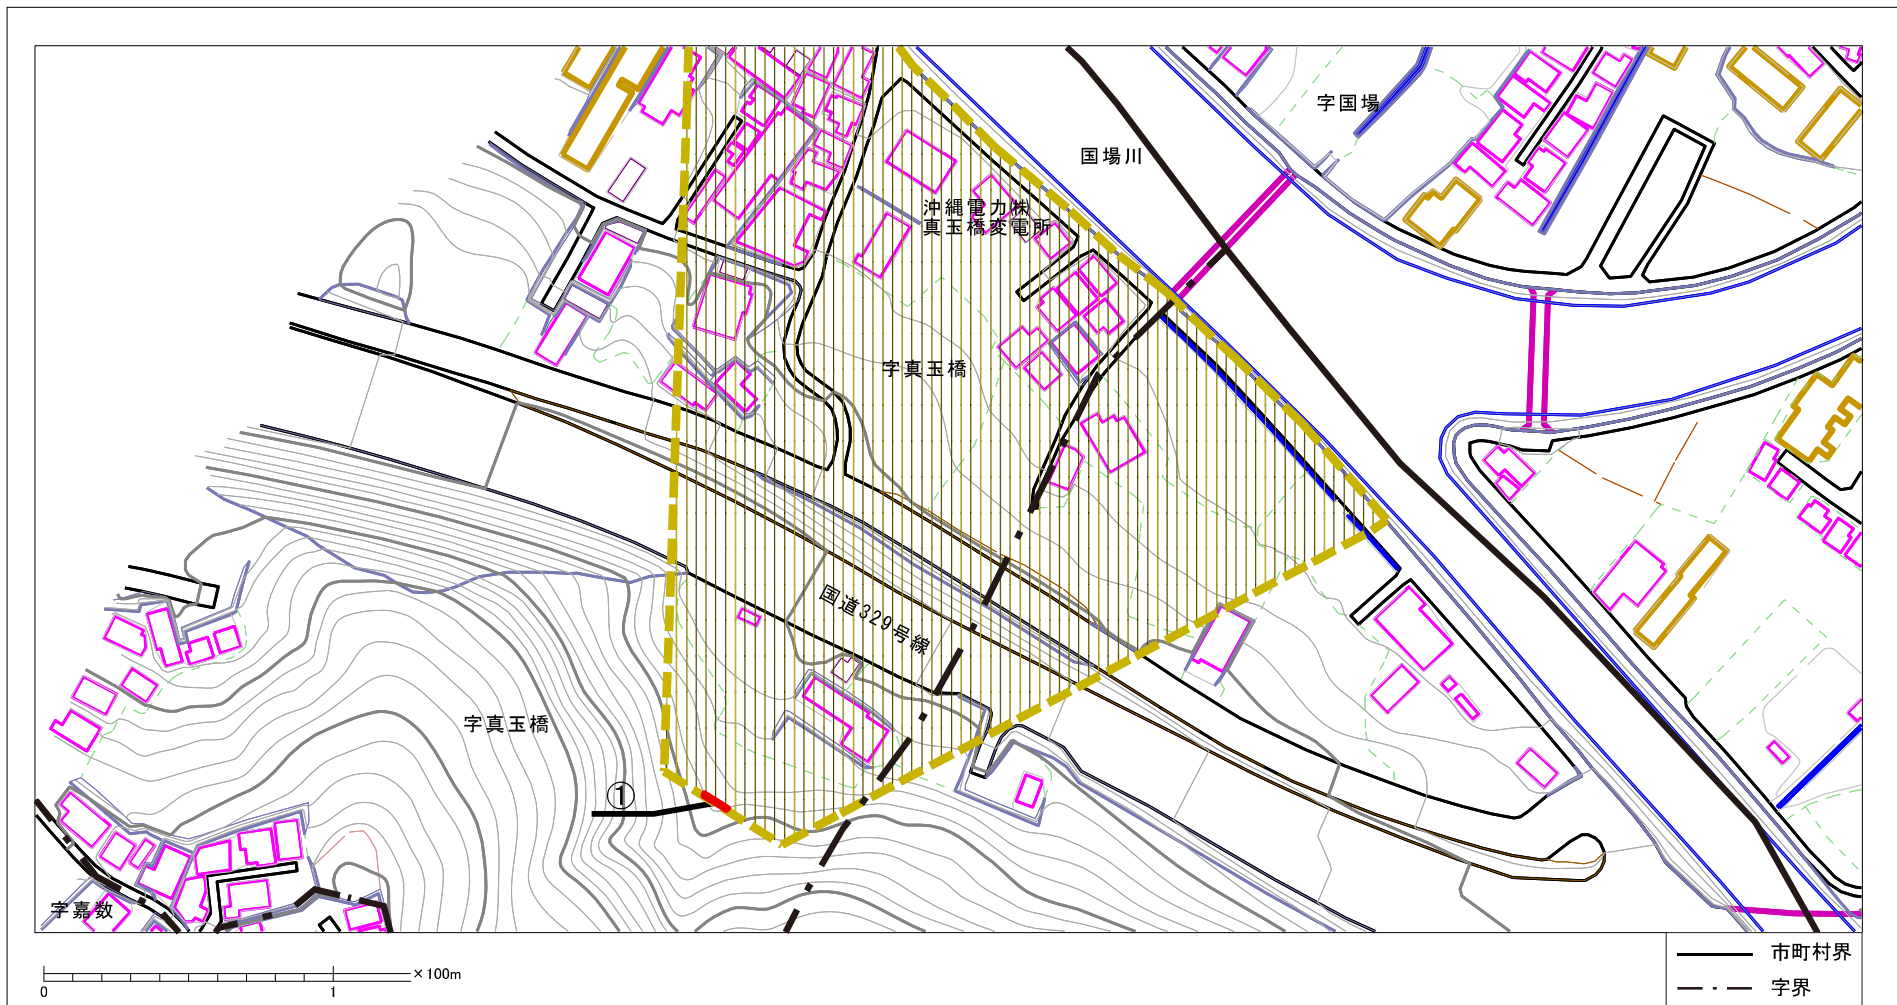 字国場
国場川
沖縄電力㈱
真玉橋変電所
字真玉橋
国道329号線
字真玉橋
①
字嘉数
×100m
0 1
市町村界
字界